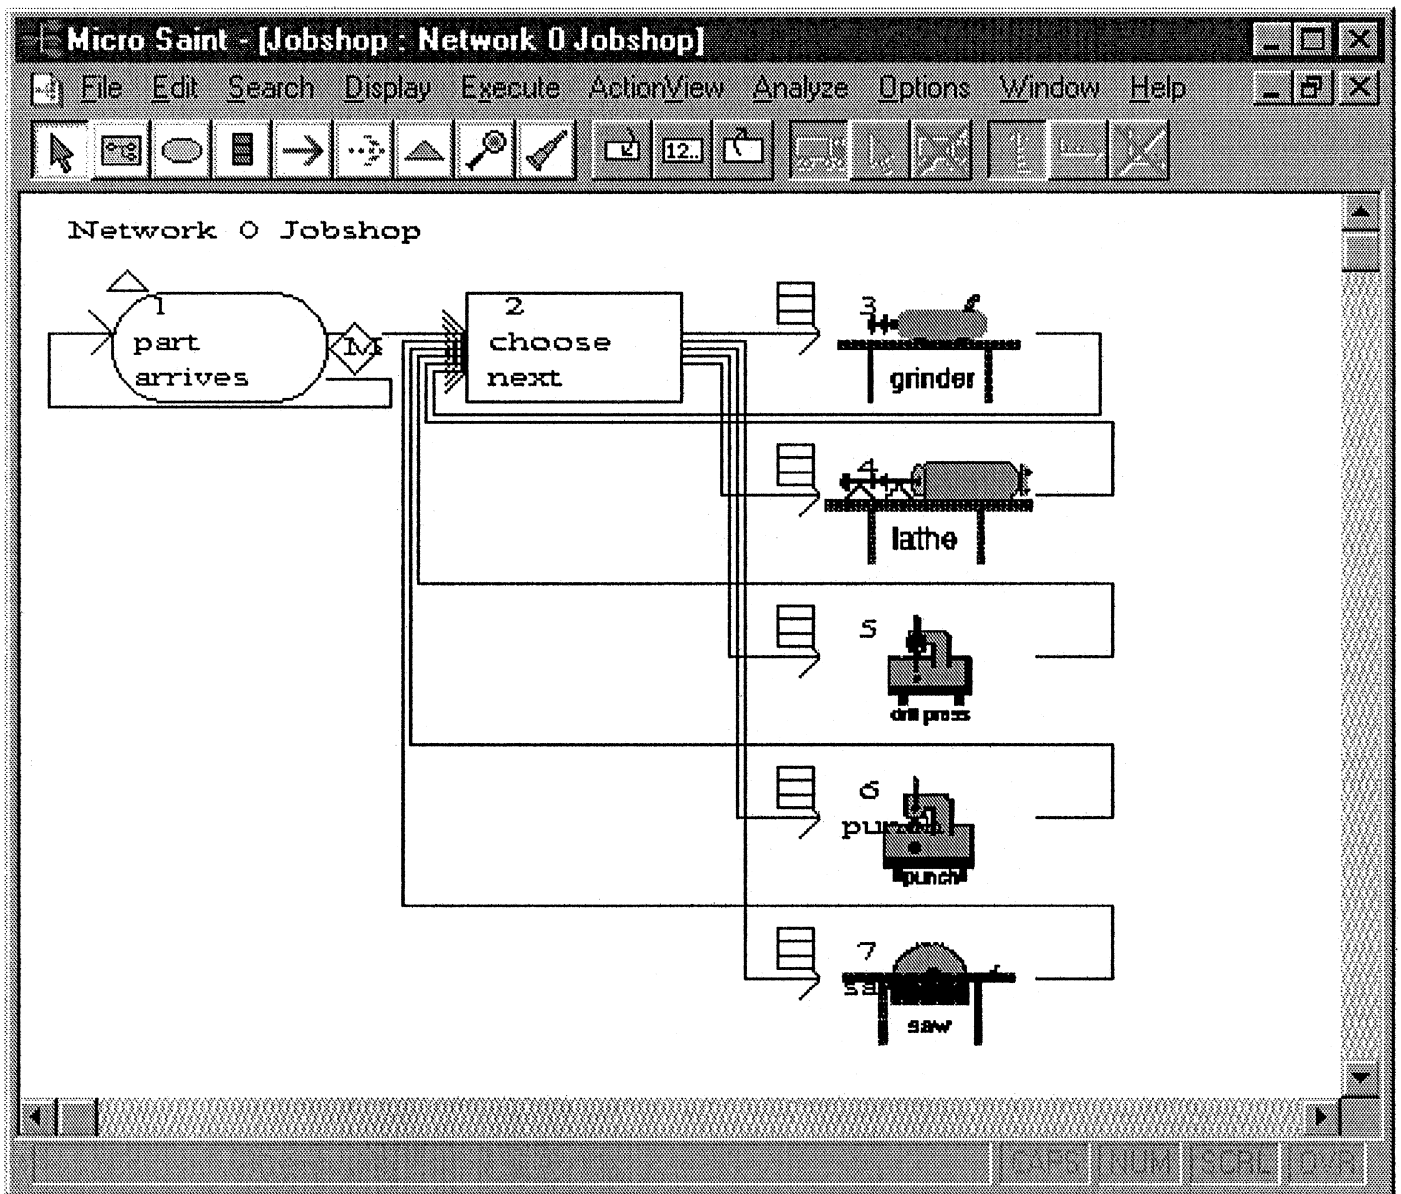 Micro Saint - [Jobshop : Network 0 Jobshop]
File Edit Search Display Execute ActionView Analyze Options Window Help
12..
Network 0 Jobshop
1
part
arrives
M
2
choose
next
3
grinder
4
lathe
5
drill press
6
punch
punch
7
saw
CAPS NUM SCRL OVR